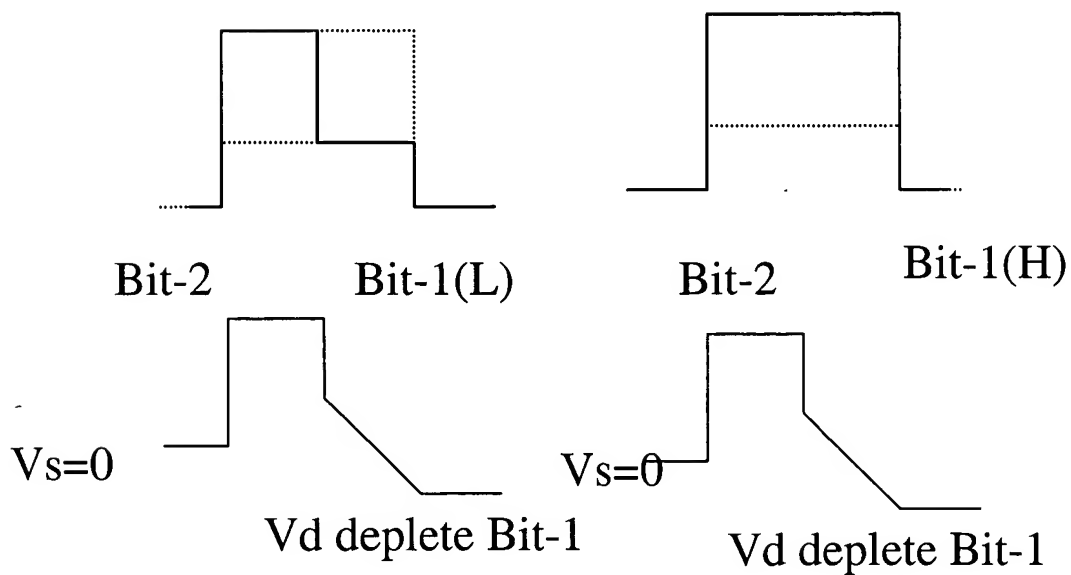 Bit-2
Bit-1(L)
Bit-2
Bit-1(H)
Vs=0
Vs=0
Vd deplete Bit-1
Vd deplete Bit-1